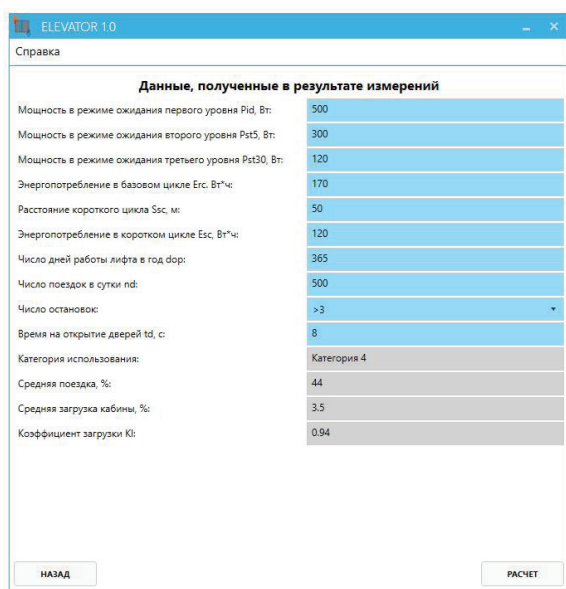 ELEVATOR 1.0
Справка
Данные, полученные в результате измерений
Мощность в режиме ожидания первого уровня Pid, Вт: 500
Мощность в режиме ожидания второго уровня Pst5, Вт: 300
Мощность в режиме ожидания третьего уровня Pst30, Вт: 120
Энергопотребление в базовом цикле Erc. Вт*ч: 170
Расстояние короткого цикла Ssc, м: 50
Энергопотребление в коротком цикле Esc, Вт*ч: 120
Число дней работы лифта в год dop: 365
Число поездок в сутки nd: 500
Число остановок: >3
Время на открытие дверей td, с: 8
Категория использования: Категория 4
Средняя поездка, %: 44
Средняя загрузка кабины, %: 3.5
Коэффициент загрузки Kl: 0.94
НАЗАД РАСЧЕТ